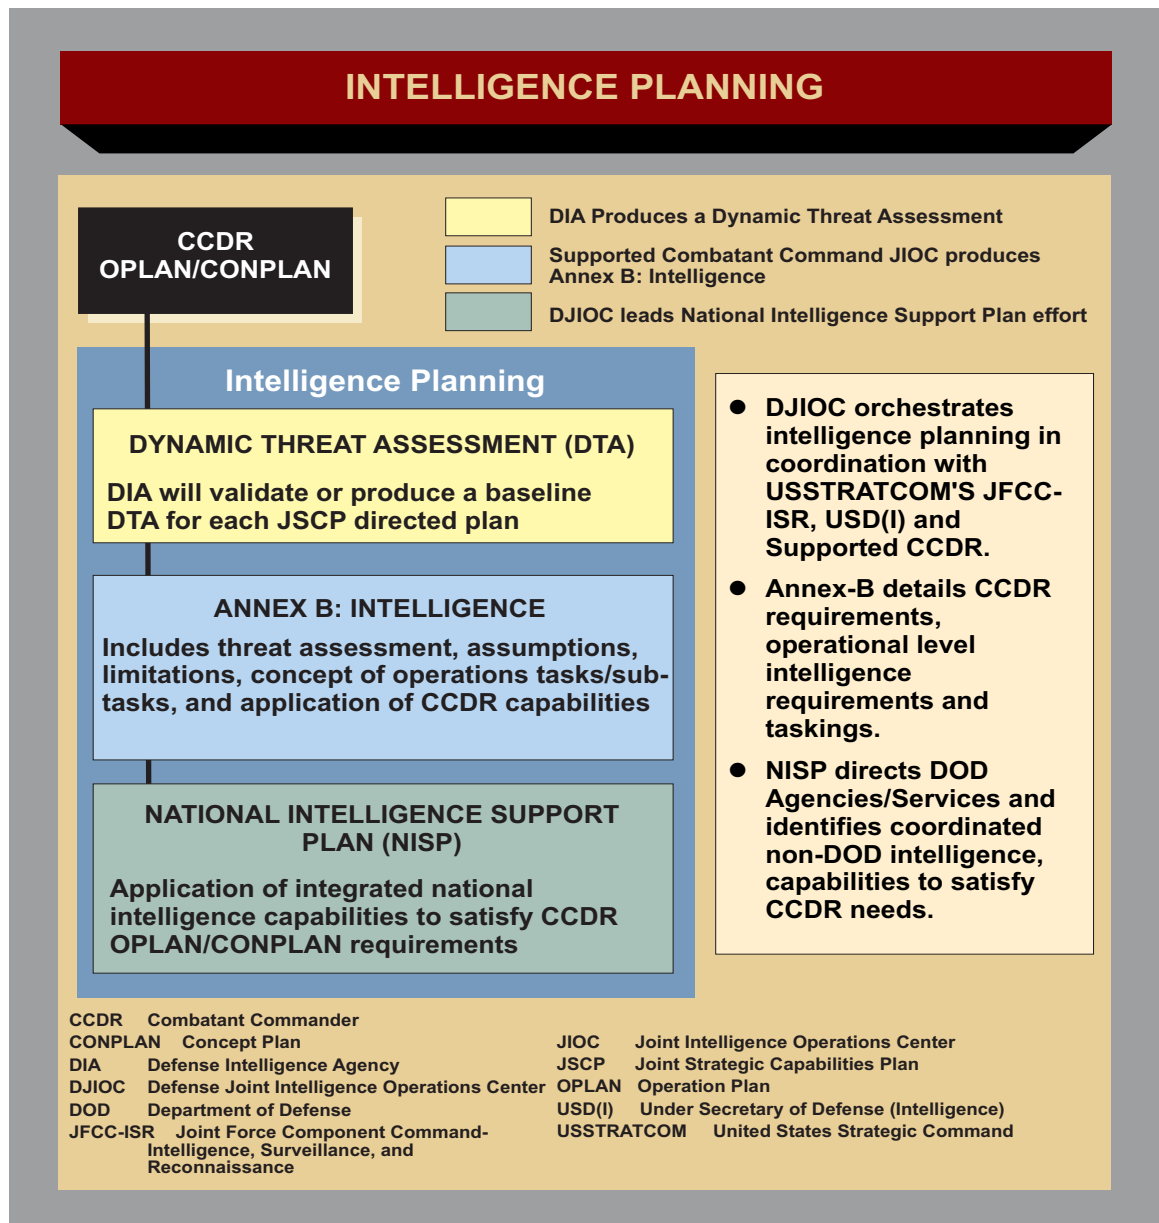 INTELLIGENCE PLANNING
CCDR
OPLAN/CONPLAN
DIA Produces a Dynamic Threat Assessment
Supported Combatant Command JIOC produces
Annex B: Intelligence
DJIOC leads National Intelligence Support Plan effort
Intelligence Planning
DYNAMIC THREAT ASSESSMENT (DTA)
DIA will validate or produce a baseline
DTA for each JSCP directed plan
ANNEX B: INTELLIGENCE
Includes threat assessment, assumptions,
limitations, concept of operations tasks/sub-
tasks, and application of CCDR capabilities
NATIONAL INTELLIGENCE SUPPORT
PLAN (NISP)
Application of integrated national
intelligence capabilities to satisfy CCDR
OPLAN/CONPLAN requirements
● DJIOC orchestrates
intelligence planning in
coordination with
USSTRATCOM'S JFCC-
ISR, USD(I) and
Supported CCDR.
● Annex-B details CCDR
requirements,
operational level
intelligence
requirements and
taskings.
● NISP directs DOD
Agencies/Services and
identifies coordinated
non-DOD intelligence,
capabilities to satisfy
CCDR needs.
CCDR Combatant Commander
CONPLAN Concept Plan
DIA Defense Intelligence Agency
DJIOC Defense Joint Intelligence Operations Center
DOD Department of Defense
JFCC-ISR Joint Force Component Command-
Intelligence, Surveillance, and
Reconnaissance
JIOC Joint Intelligence Operations Center
JSCP Joint Strategic Capabilities Plan
OPLAN Operation Plan
USD(I) Under Secretary of Defense (Intelligence)
USSTRATCOM United States Strategic Command